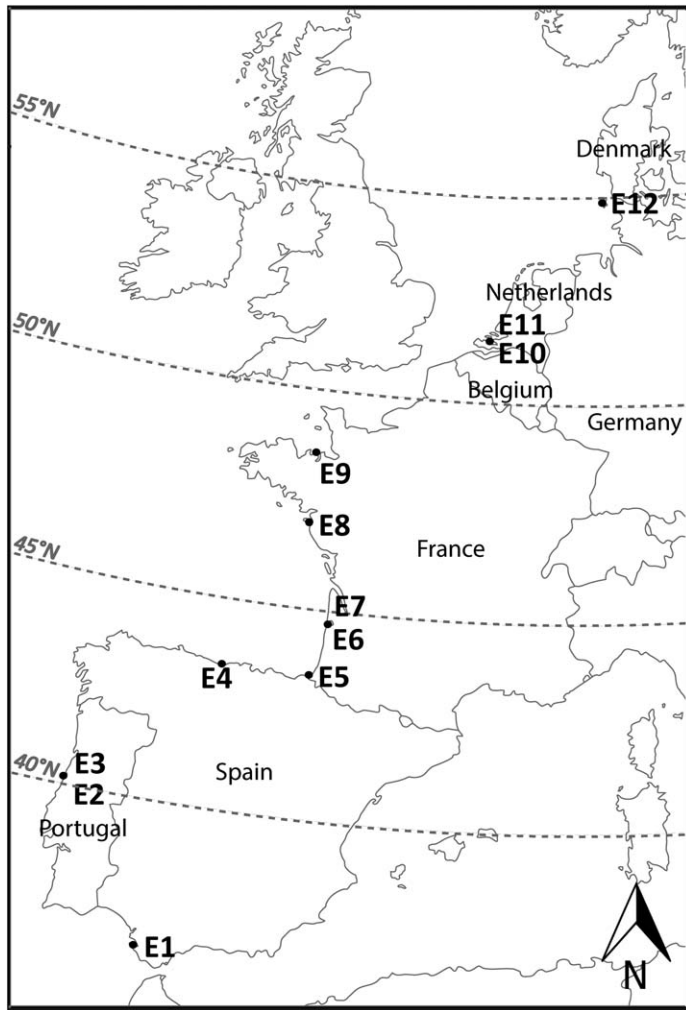 55°N
Denmark
E12
Netherlands
E11
E10
50°N
Belgium
Germany
E9
E8
France
45°N
E7
E6
E4
E5
40°N
E3
E2
Spain
Portugal
E1
N